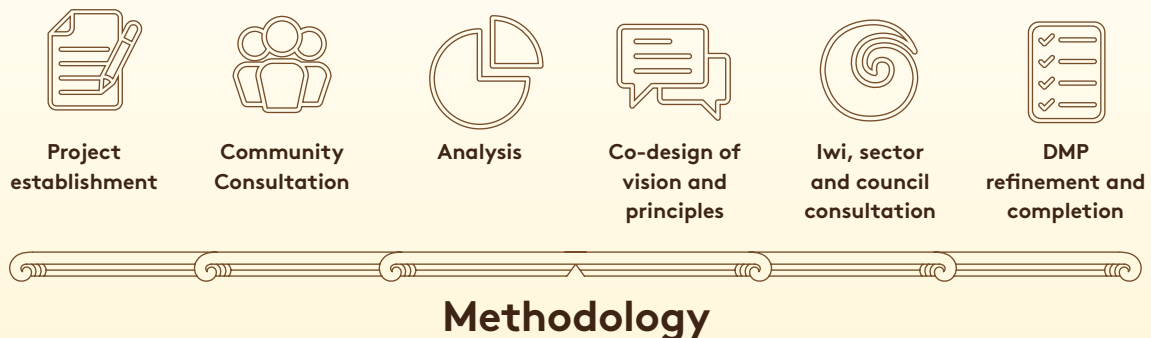 Project
establishment
Community
Consultation
Analysis
Co-design of
vision and
principles
Iwi, sector
and council
consultation
DMP
refinement and
completion
Methodology